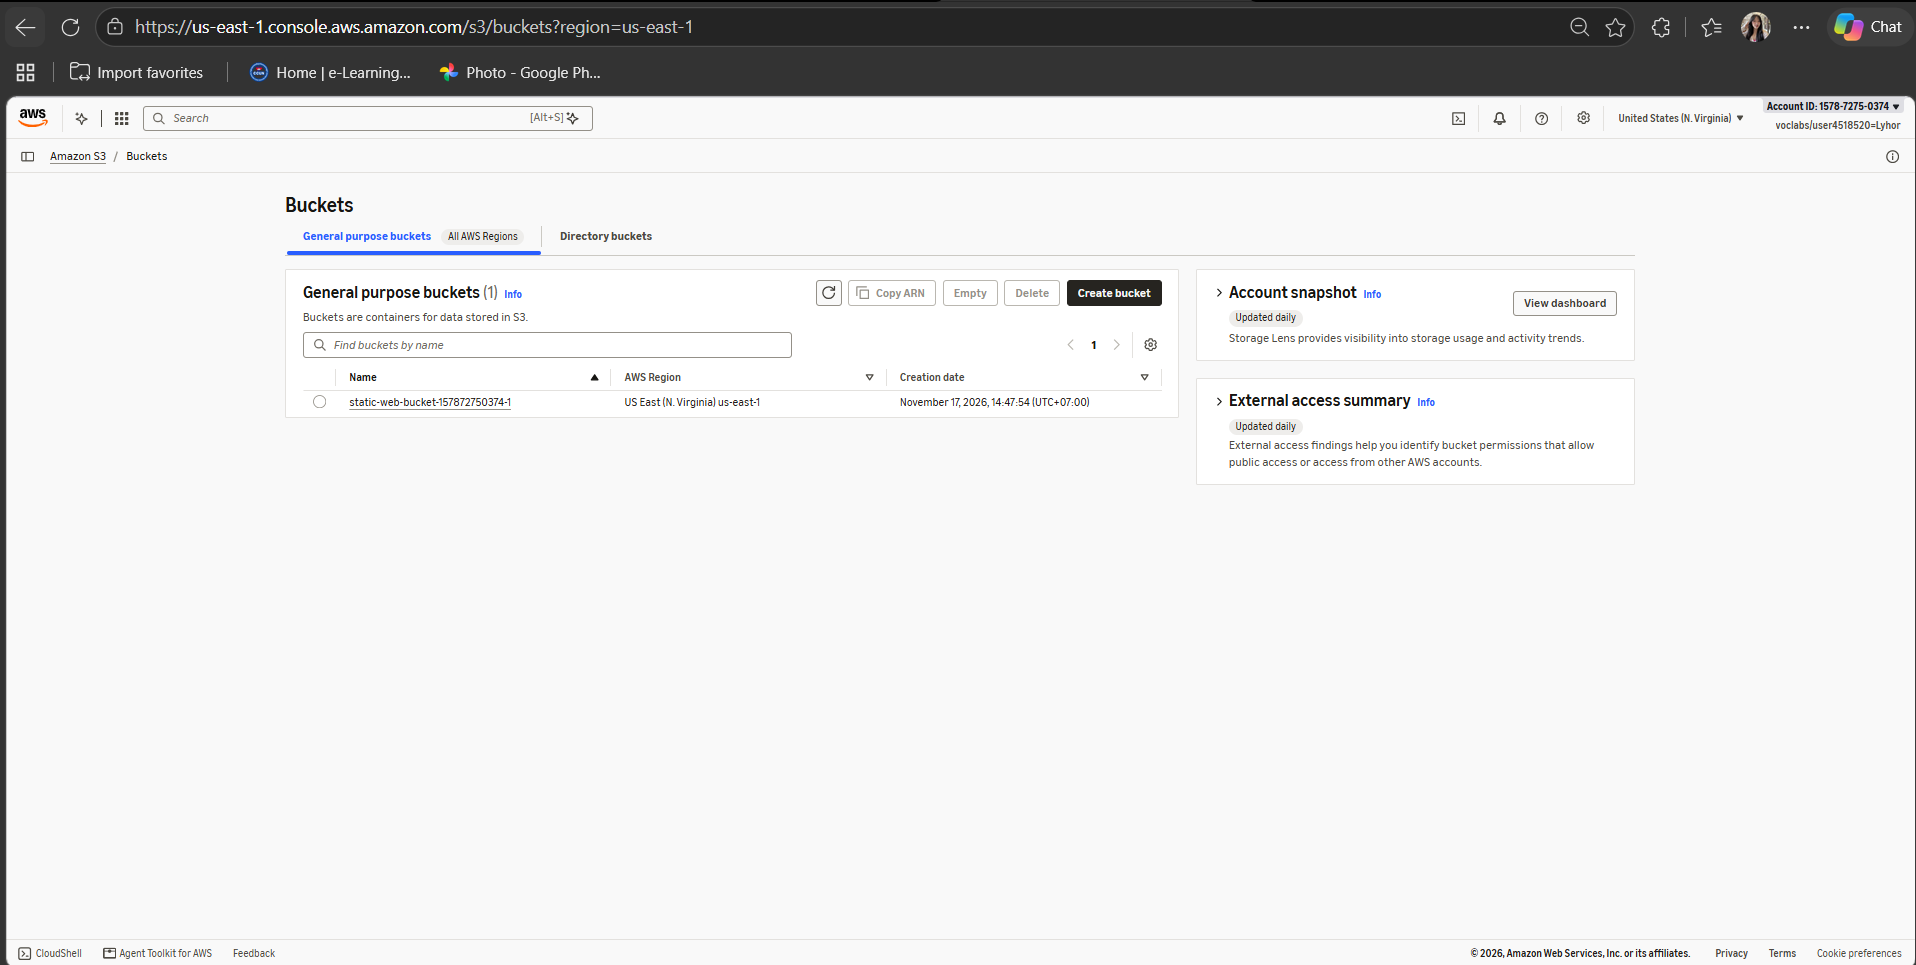 https://us-east-1.console.aws.amazon.com/s3/buckets?region=us-east-1
Chat
Import favorites
Home | e-Learning...
Photo - Google Ph...
aws
Search
[Alt+S]
United States (N. Virginia)
Account ID: 1578-7275-0374
voclabs/user4518520=Lyhor
Amazon S3 / Buckets
Buckets
General purpose buckets All AWS Regions
Directory buckets
General purpose buckets (1) Info
Copy ARN
Empty
Delete
Create bucket
Buckets are containers for data stored in S3.
Find buckets by name
1
Name AWS Region Creation date
static-web-bucket-157872750374-1 US East (N. Virginia) us-east-1 November 17, 2026, 14:47:54 (UTC+07:00)
Account snapshot Info
View dashboard
Updated daily
Storage Lens provides visibility into storage usage and activity trends.
External access summary Info
Updated daily
External access findings help you identify bucket permissions that allow
public access or access from other AWS accounts.
CloudShell
Agent Toolkit for AWS
Feedback
© 2026, Amazon Web Services, Inc. or its affiliates.
Privacy
Terms
Cookie preferences